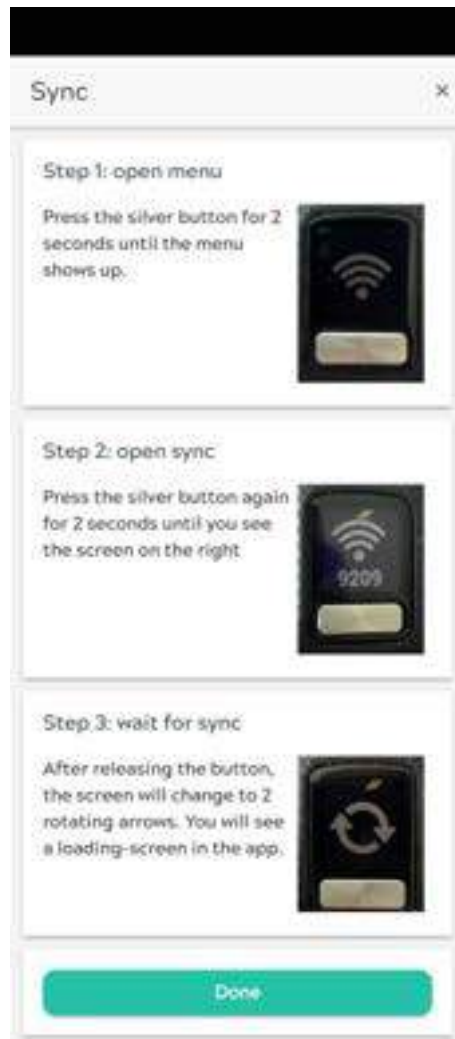 Sync
×
Step 1: open menu
Press the silver button for 2
seconds until the menu
shows up.
Step 2: open sync
Press the silver button again
for 2 seconds until you see
the screen on the right
9209
Step 3: wait for sync
After releasing the button,
the screen will change to 2
rotating arrows. You will see
a loading-screen in the app.
Done